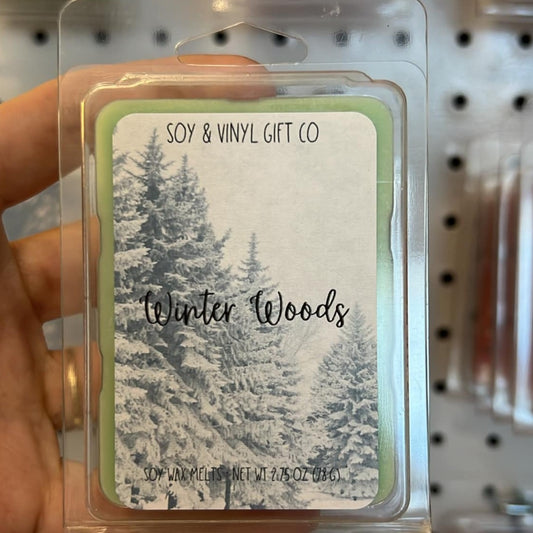 SOY & VINYL GIFT CO
Winter Woods
SOY WAX MELTS · NET WT 2.75 OZ (78 G)